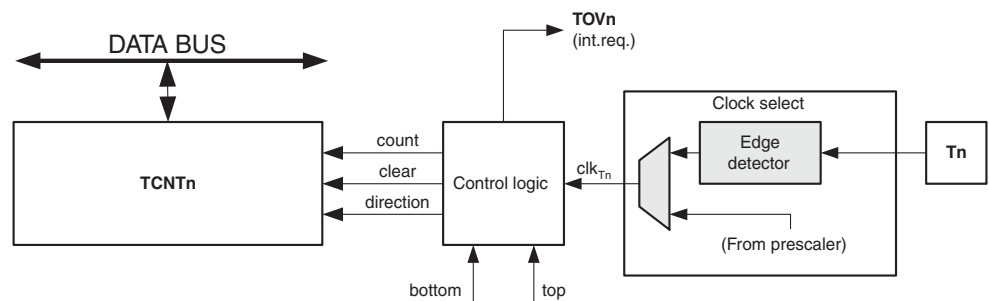 DATA BUS
TOVn
(int.req.)
Clock select
count
Edge
detector
Tn
TCNTn
clear
Control logic
clkTn
direction
(From prescaler)
bottom
top